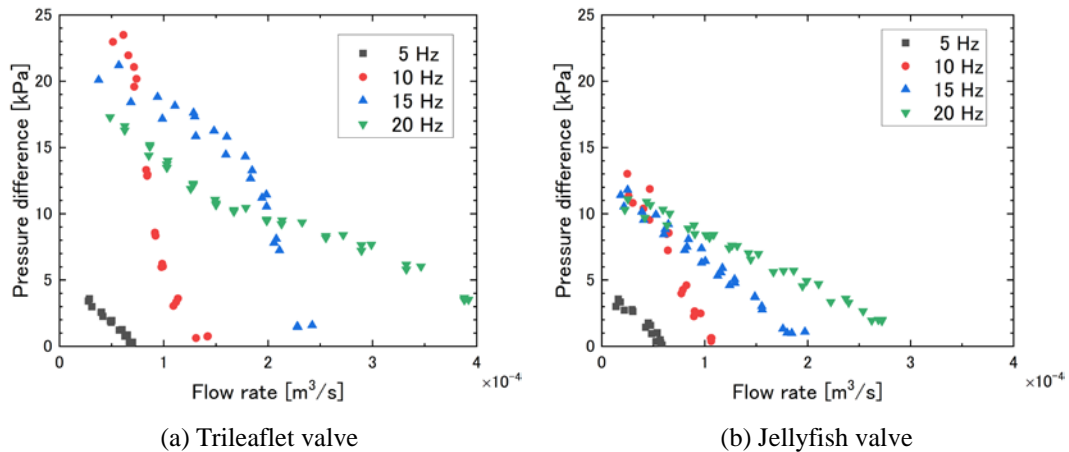 25
20
15
10
5
0
Pressure difference [kPa]
5 Hz
10 Hz
15 Hz
20 Hz
0
1
2
3
4
×10⁻⁴
Flow rate [m³/s]
(a) Trileaflet valve
25
20
15
10
5
0
Pressure difference [kPa]
5 Hz
10 Hz
15 Hz
20 Hz
0
1
2
3
4
×10⁻⁴
Flow rate [m³/s]
(b) Jellyfish valve